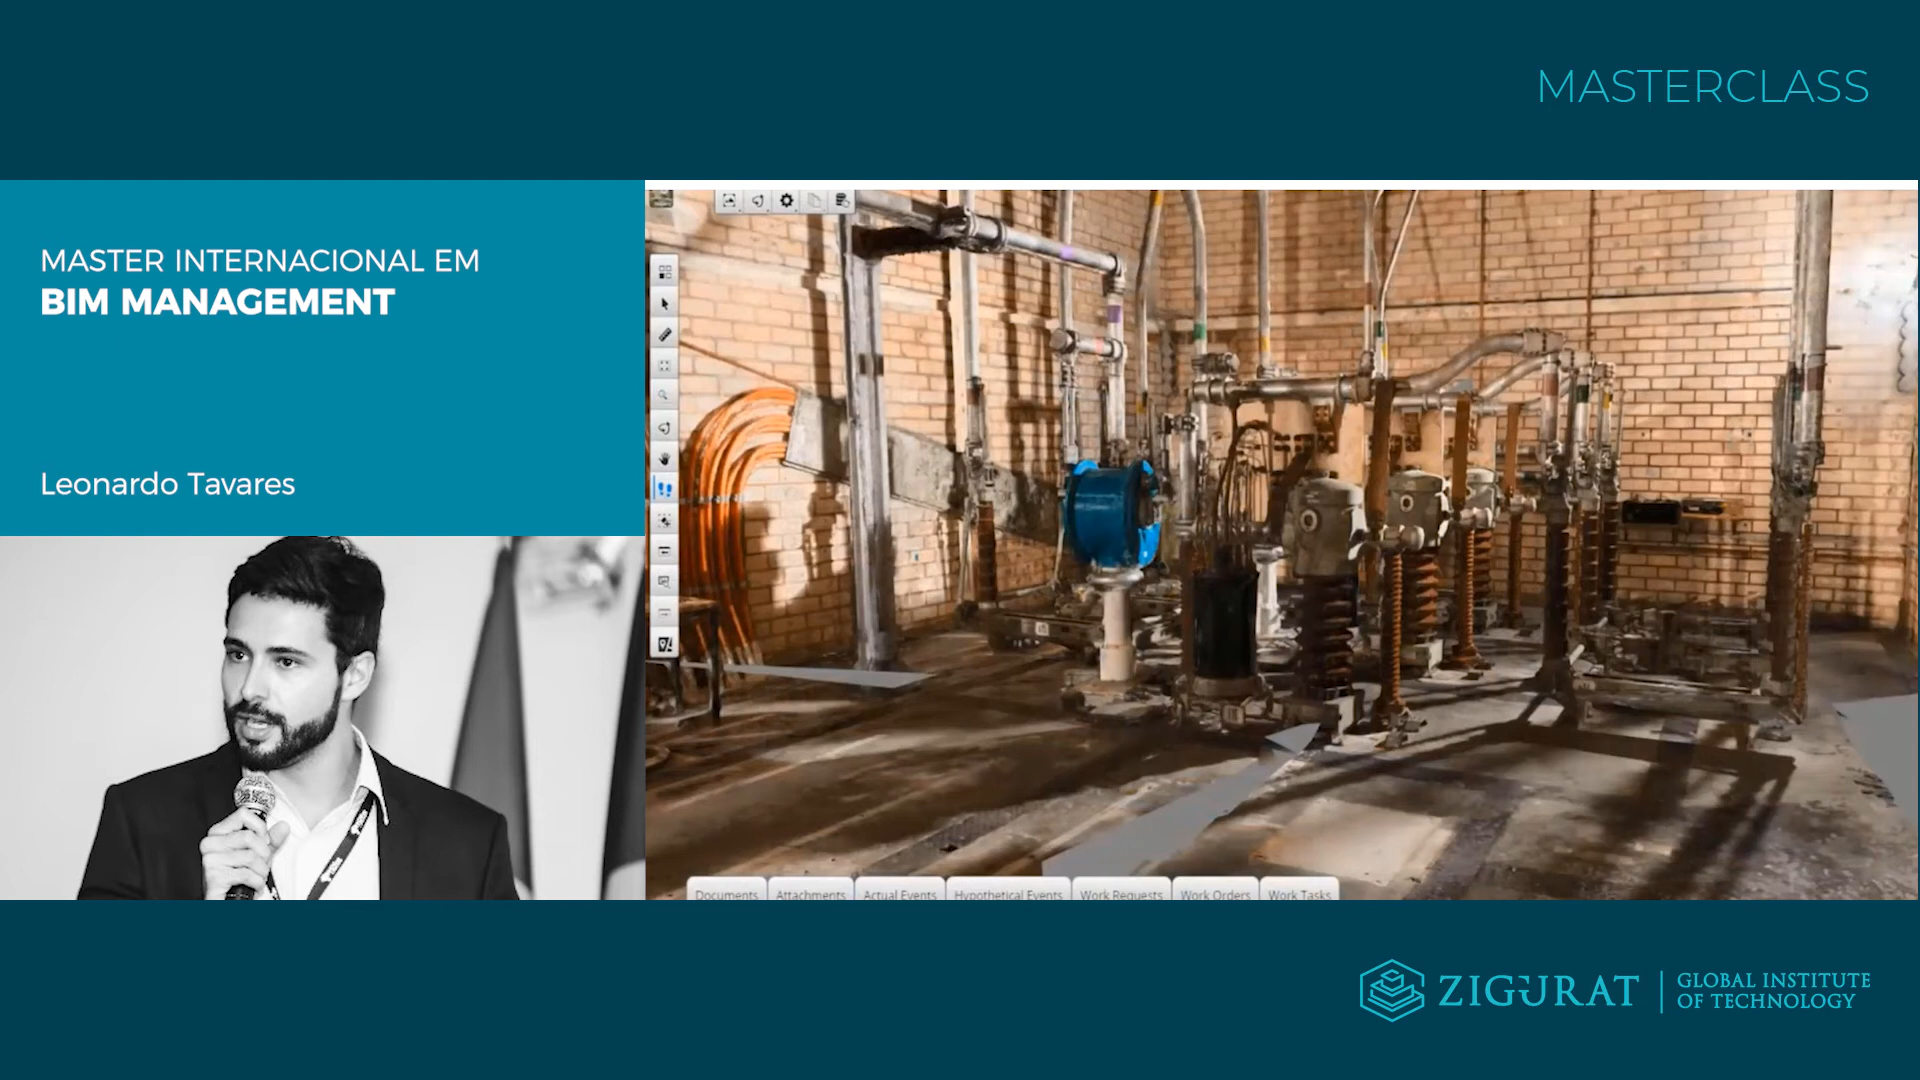 MASTERCLASS
MASTER INTERNACIONAL EM
BIM MANAGEMENT
Leonardo Tavares
Documents
Attachments
Actual Events
Hypothetical Events
Work Requests
Work Orders
Work Tasks
ZIGURAT
GLOBAL INSTITUTE
OF TECHNOLOGY